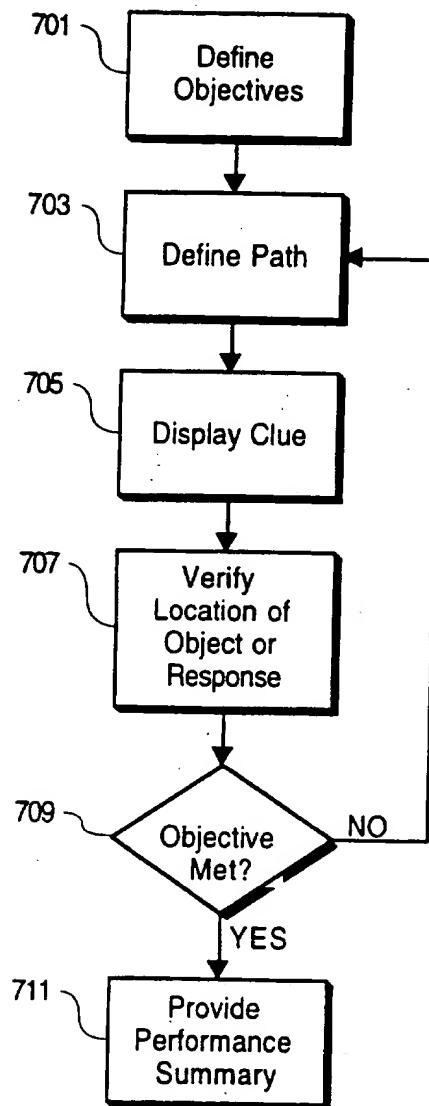 701
Define
Objectives
703
Define Path
705
Display Clue
707
Verify
Location of
Object or
Response
709
Objective
Met?
NO
YES
711
Provide
Performance
Summary